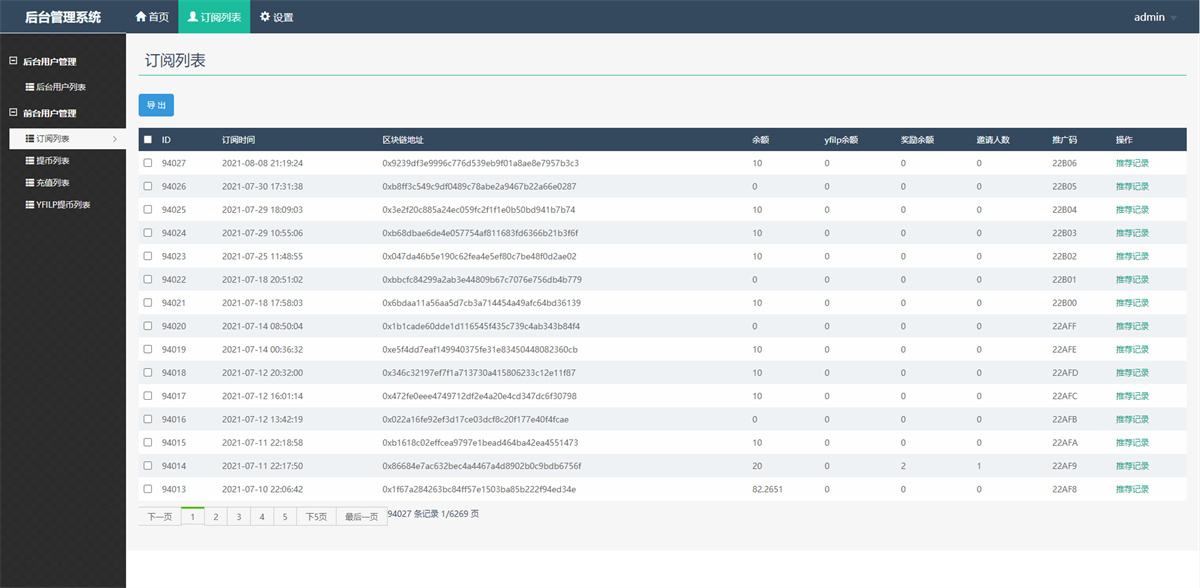 后台管理系统 首页 订阅列表 设置 admin
后台用户管理
后台用户列表
前台用户管理
订阅列表
提币列表
充值列表
YFILP提币列表
订阅列表
导出
ID 订阅时间 区块链地址 余额 yfilp余额 奖励余额 邀请人数 推广码 操作
94027 2021-08-08 21:19:24 0x9239df3e9996c776d539eb9f01a8ae8e7957b3c3 10 0 0 0 22B06 推荐记录
94026 2021-07-30 17:31:38 0xb8ff3c549c9df0489c78abe2a9467b22a66e0287 0 0 0 0 22B05 推荐记录
94025 2021-07-29 18:09:03 0x3e2f20c885a24ec059fc2f1f1e0b50bd941b7b74 10 0 0 0 22B04 推荐记录
94024 2021-07-29 10:55:06 0xb68dbae6de4e057754af811683fd6366b21b3f6f 10 0 0 0 22B03 推荐记录
94023 2021-07-25 11:48:55 0x047da46b5e190c62fea4e5ef80c7be48f0d2ae02 10 0 0 0 22B02 推荐记录
94022 2021-07-18 20:51:02 0xbbcfc84299a2ab3e44809b67c7076e756db4b779 0 0 0 0 22B01 推荐记录
94021 2021-07-18 17:58:03 0x6bdaa11a56aa5d7cb3a714454a49afc64bd36139 10 0 0 0 22B00 推荐记录
94020 2021-07-14 08:50:04 0x1b1cade60dde1d116545f435c739c4ab343b84f4 0 0 0 0 22AFF 推荐记录
94019 2021-07-14 00:36:32 0xe5f4dd7eaf149940375fe31e83450448082360cb 10 0 0 0 22AFE 推荐记录
94018 2021-07-12 20:32:00 0x346c32197ef7f1a713730a415806233c12e11f87 10 0 0 0 22AFD 推荐记录
94017 2021-07-12 16:01:14 0x472fe0eee4749712df2e4a20e4cd347dc6f30798 10 0 0 0 22AFC 推荐记录
94016 2021-07-12 13:42:19 0x022a16fe92ef3d17ce03dcf8c20f177e40f4fcae 0 0 0 0 22AFB 推荐记录
94015 2021-07-11 22:18:58 0xb1618c02effcea9797e1bead464ba42ea4551473 10 0 0 0 22AFA 推荐记录
94014 2021-07-11 22:17:50 0x86684e7ac632bec4a4467a4d8902b0c9bdb6756f 20 0 2 1 22AF9 推荐记录
94013 2021-07-10 22:06:42 0x1f67a284263bc84ff57e1503ba85b222f94ed34e 82.2651 0 0 0 22AF8 推荐记录
下一页 1 2 3 4 5 下5页 最后一页 94027 条记录 1/6269 页